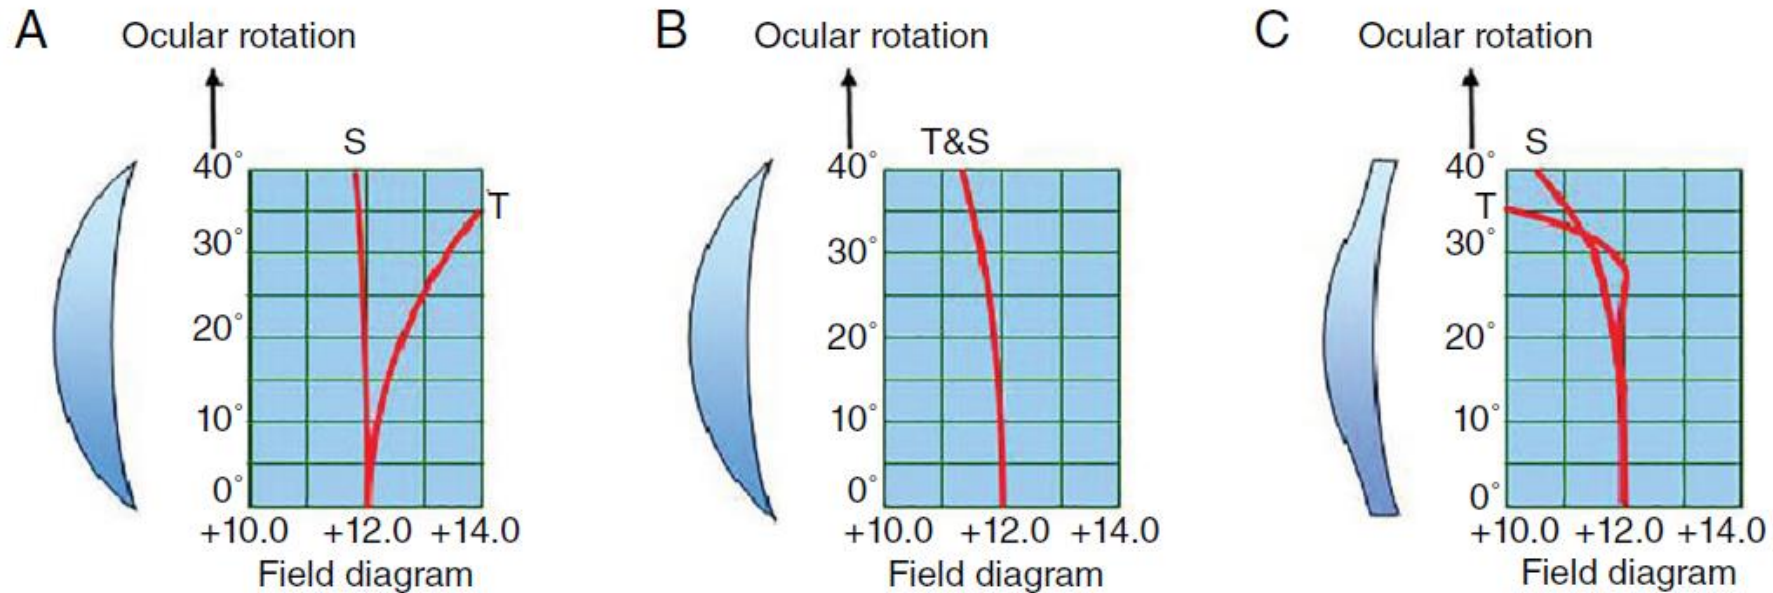 A
Ocular rotation
S
40°
T
30°
20°
10°
0°
+10.0 +12.0 +14.0
Field diagram
B
Ocular rotation
T&S
40°
30°
20°
10°
0°
+10.0 +12.0 +14.0
Field diagram
C
Ocular rotation
S
40°
T
30°
20°
10°
0°
+10.0 +12.0 +14.0
Field diagram